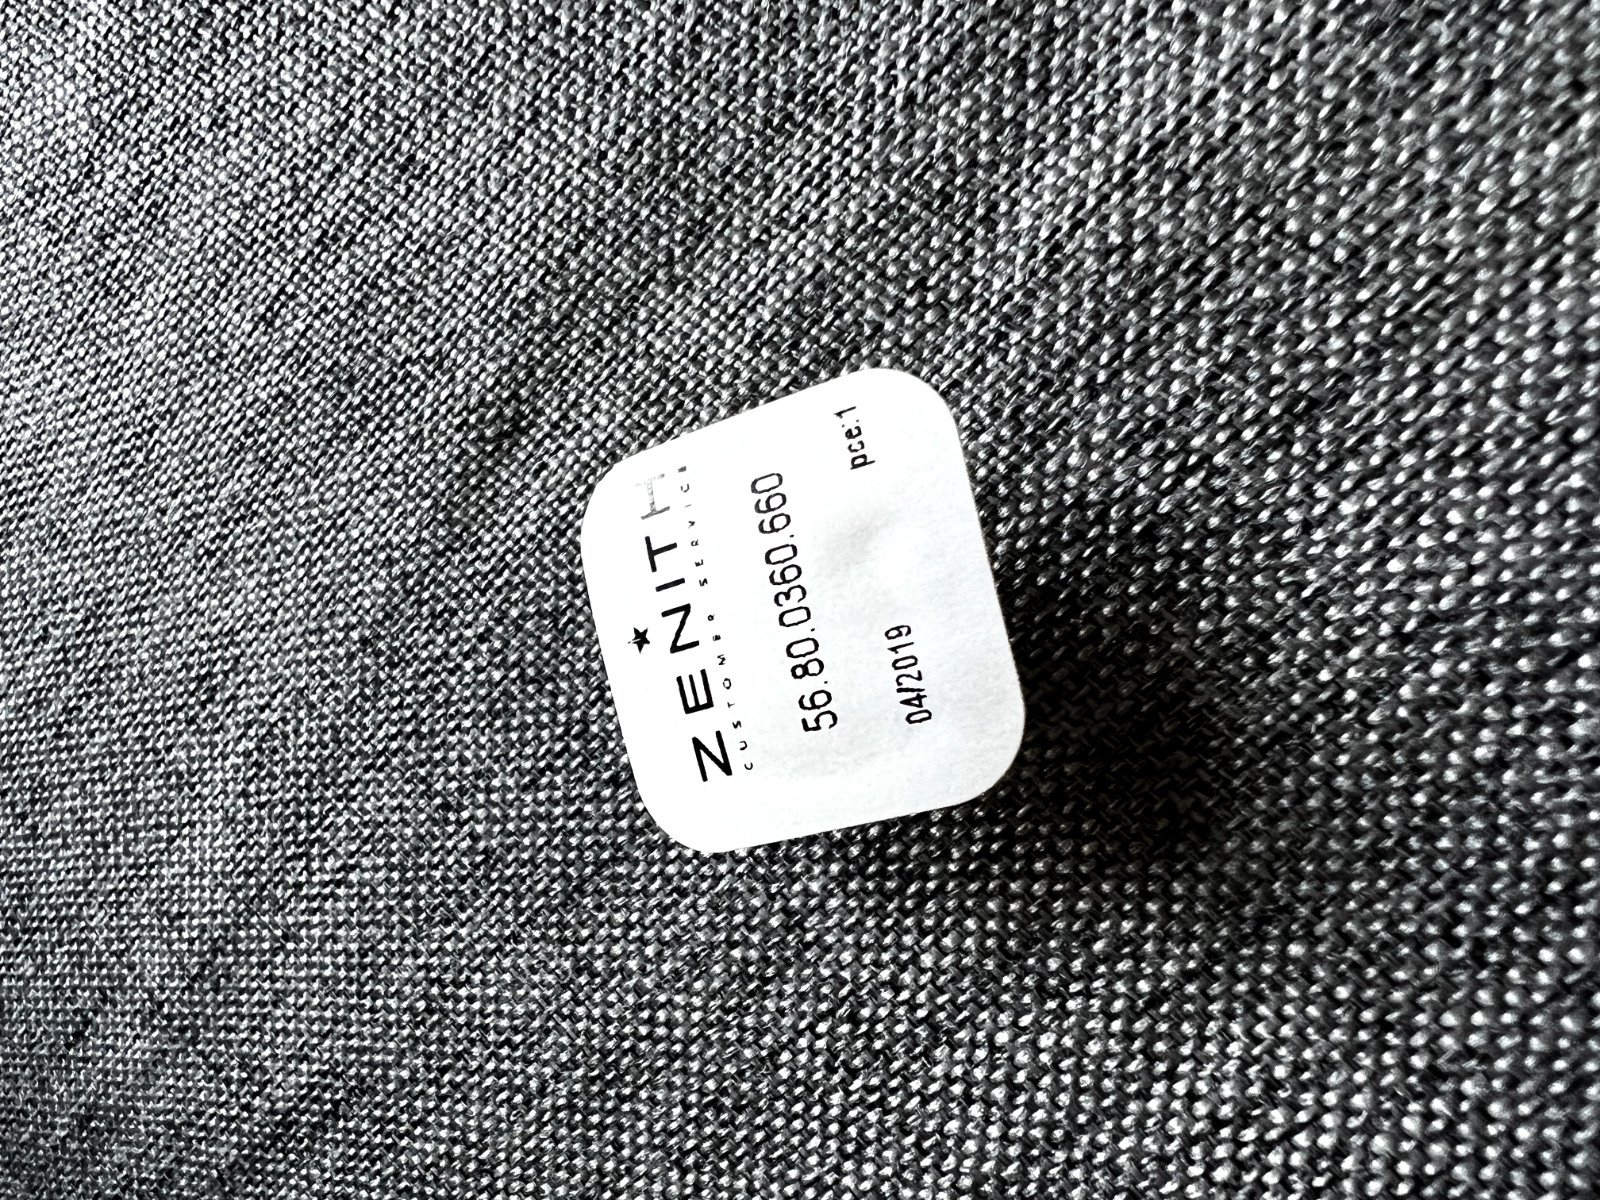 ZENITH
CUSTOMER SERVICE
56.80.0360.660
pce:1
04/2019